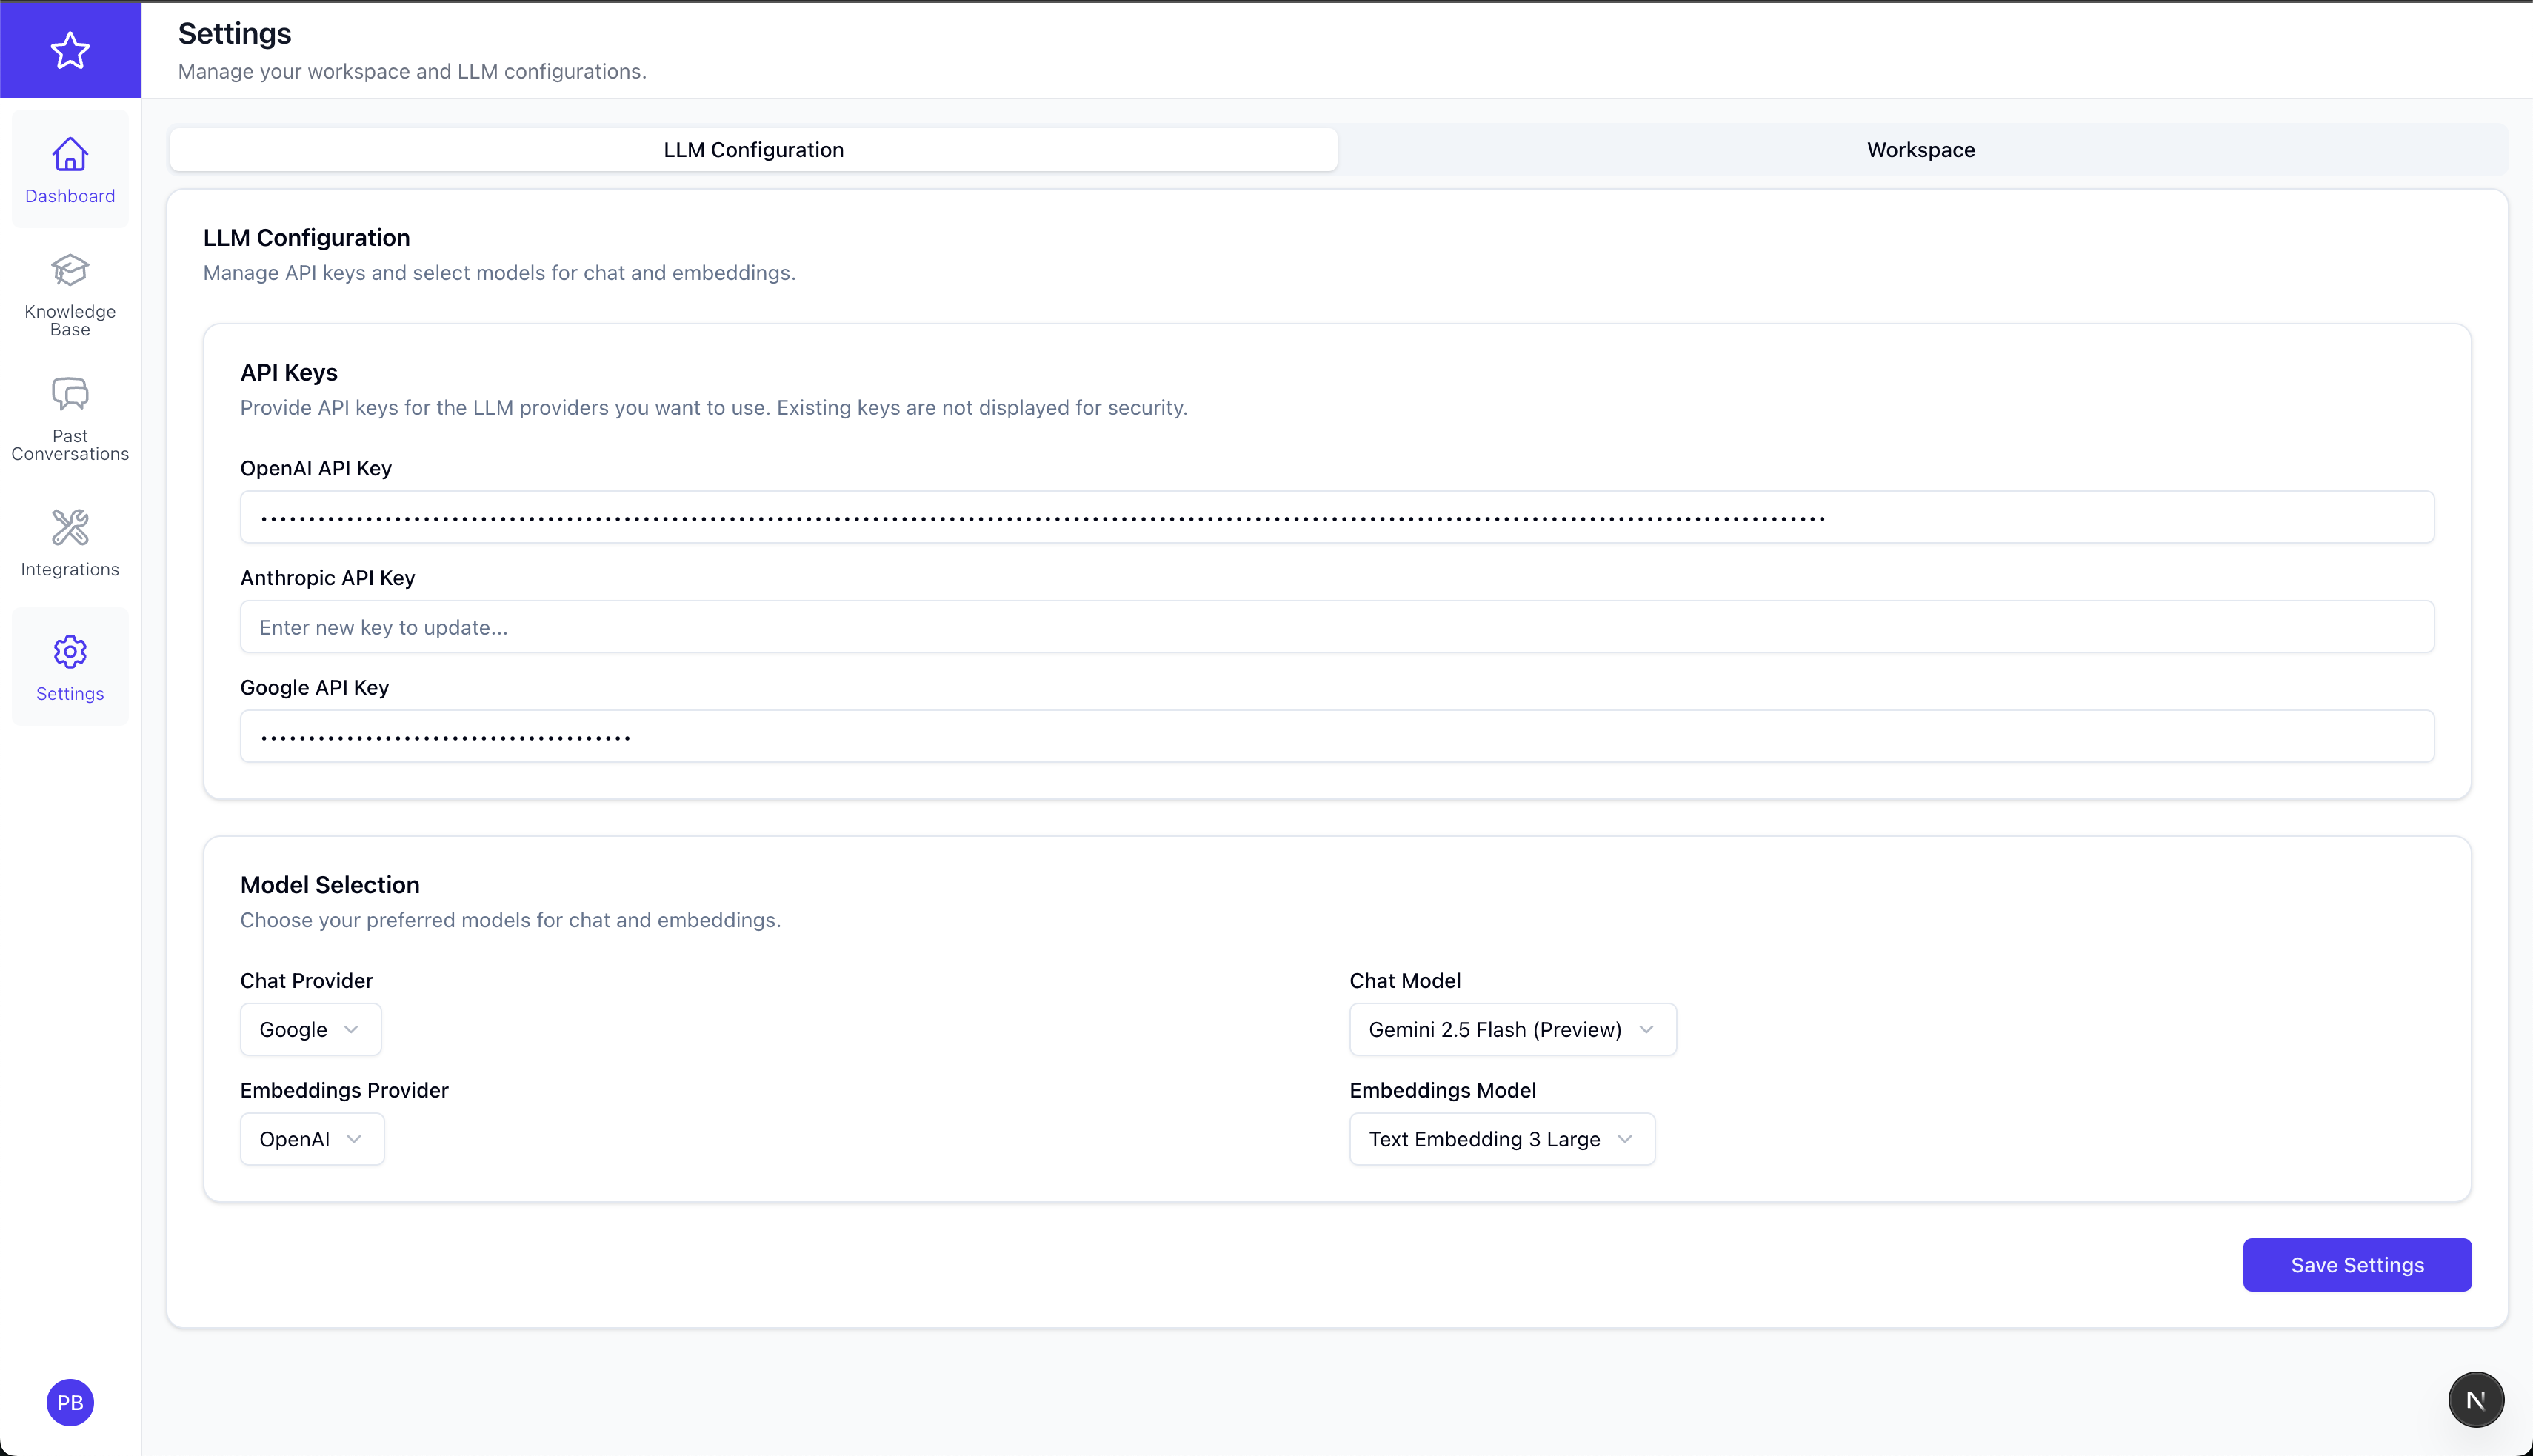 Settings
Manage your workspace and LLM configurations.
Dashboard
Knowledge
Base
Past
Conversations
Integrations
Settings
PB
LLM Configuration
Workspace
LLM Configuration
Manage API keys and select models for chat and embeddings.
API Keys
Provide API keys for the LLM providers you want to use. Existing keys are not displayed for security.
OpenAI API Key
Anthropic API Key
Enter new key to update...
Google API Key
Model Selection
Choose your preferred models for chat and embeddings.
Chat Provider
Google
Chat Model
Gemini 2.5 Flash (Preview)
Embeddings Provider
OpenAI
Embeddings Model
Text Embedding 3 Large
Save Settings
N